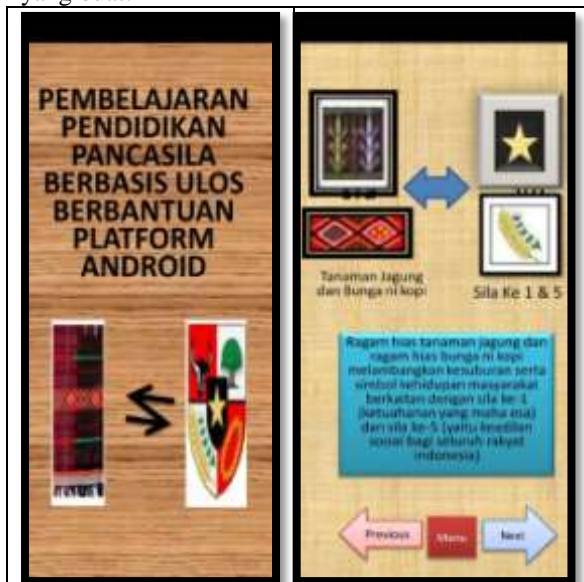 PEMBELAJARAN
PENDIDIKAN
PANCASILA
BERBASIS ULOS
BERBANTUAN
PLATFORM
ANDROID
Tanaman Jagung
dan Bunga ni kopi
Sila Ke 1 & 5
Ragam hias tanaman jagung dan
ragam hias bunga ni kopi
melambangkan kesuburan serta
simbol kehidupan masyarakat
berkaitan dengan sila ke-1
(ketuahanan yang maha esa)
dan sila ke-5 (yaitu keadilan
sosial bagi seluruh rakyat
indonesia)
Previous
Menu
Next